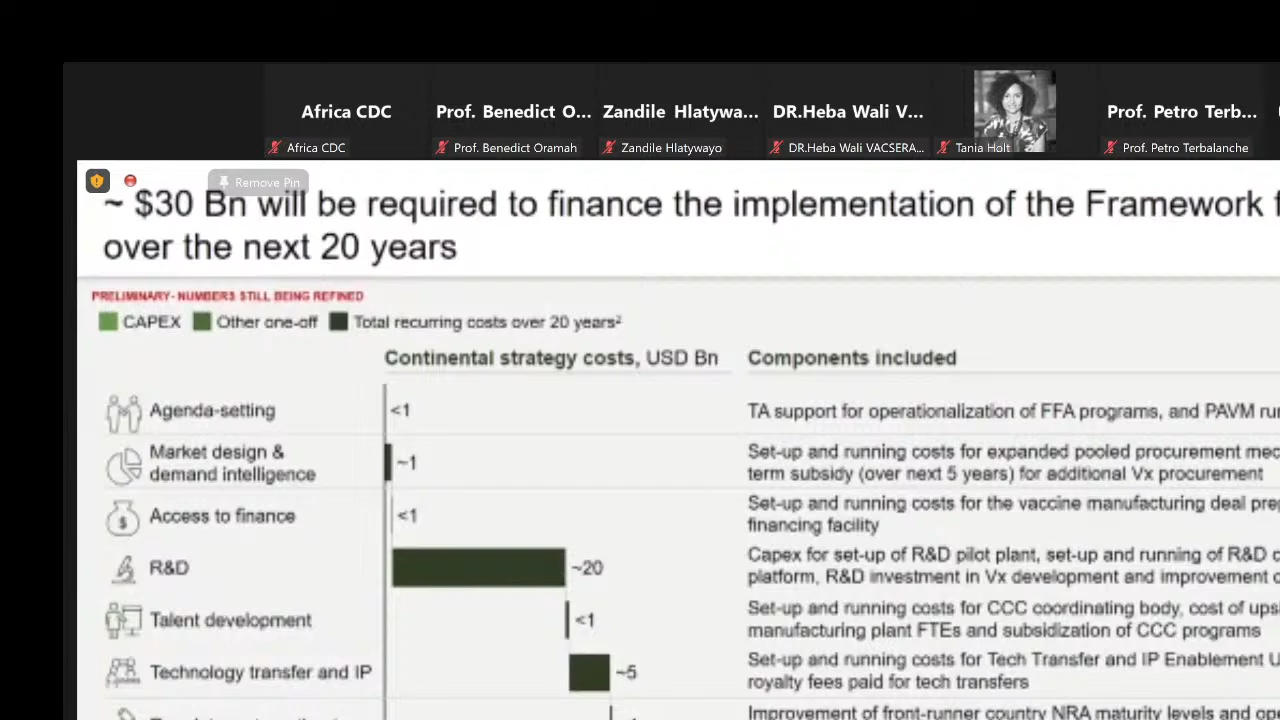 Africa CDC
Prof. Benedict O...
Zandile Hlatywa...
DR.Heba Wali V...
Prof. Petro Terb...
Africa CDC
Prof. Benedict Oramah
Zandile Hlatywayo
DR.Heba Wali VACSERA...
Tania Holt
Prof. Petro Terbalanche
Remove Pin
~ $30 Bn will be required to finance the implementation of the Framework
over the next 20 years
PRELIMINARY- NUMBERS STILL BEING REFINED
CAPEX
Other one-off
Total recurring costs over 20 years²
Continental strategy costs, USD Bn
Components included
Agenda-setting
<1
TA support for operationalization of FFA programs, and PAVM
Market design &
demand intelligence
~1
Set-up and running costs for expanded pooled procurement
term subsidy (over next 5 years) for additional Vx procurement
Access to finance
<1
Set-up and running costs for the vaccine manufacturing deal
financing facility
R&D
~20
Capex for set-up of R&D pilot plant, set-up and running of R&D
platform, R&D investment in Vx development and improvement
Talent development
<1
Set-up and running costs for CCC coordinating body, cost of
manufacturing plant FTEs and subsidization of CCC programs
Technology transfer and IP
~5
Set-up and running costs for Tech Transfer and IP Enablement
royalty fees paid for tech transfers
Improvement of front-runner country NRA maturity levels and